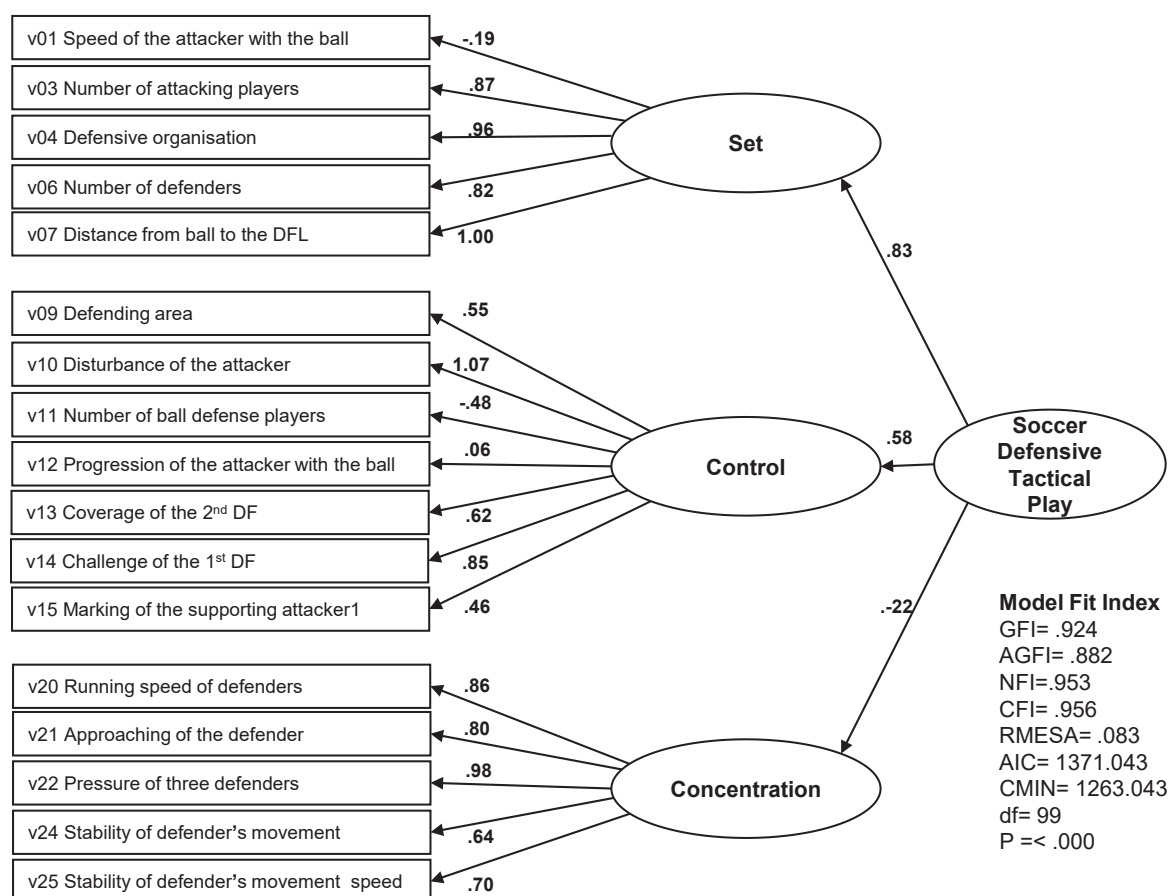 v01 Speed of the attacker with the ball
-.19
v03 Number of attacking players
.87
v04 Defensive organisation
.96
v06 Number of defenders
.82
v07 Distance from ball to the DFL
1.00
Set
.83
v09 Defending area
.55
v10 Disturbance of the attacker
1.07
v11 Number of ball defense players
-.48
v12 Progression of the attacker with the ball
.06
v13 Coverage of the 2nd DF
.62
v14 Challenge of the 1st DF
.85
v15 Marking of the supporting attacker1
.46
Control
.58
Soccer
Defensive
Tactical
Play
v20 Running speed of defenders
.86
v21 Approaching of the defender
.80
v22 Pressure of three defenders
.98
v24 Stability of defender’s movement
.64
v25 Stability of defender’s movement speed
.70
Concentration
.-22
Model Fit Index
GFI= .924
AGFI= .882
NFI=.953
CFI= .956
RMESA= .083
AIC= 1371.043
CMIN= 1263.043
df= 99
P =< .000